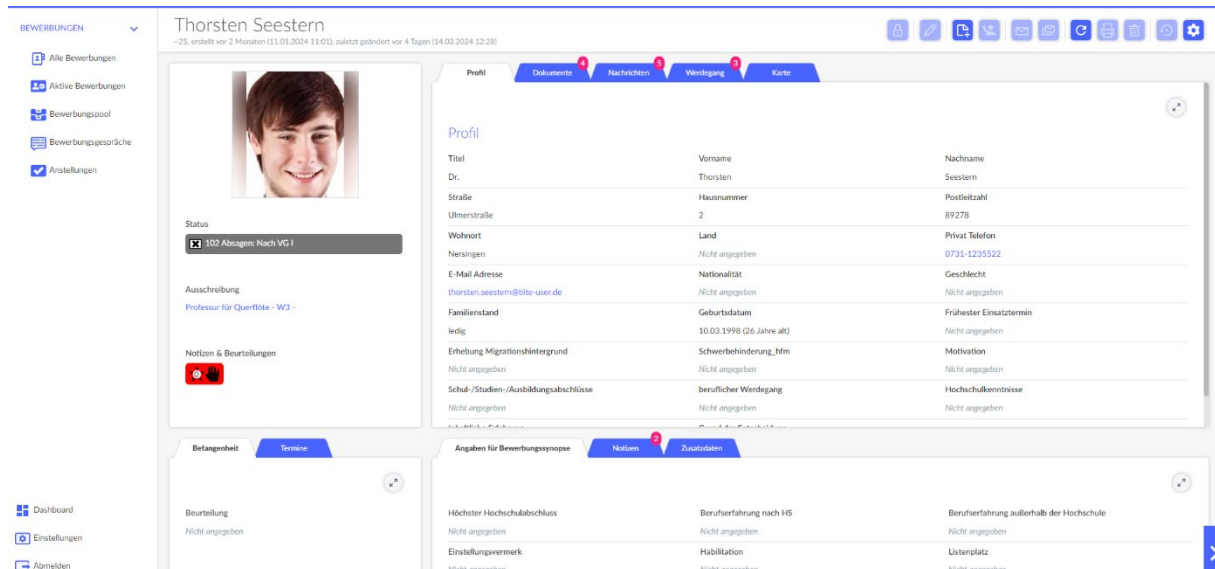 BEWERBUNGEN
Alle Bewerbungen
Aktive Bewerbungen
Bewerbungspool
Bewerbungsgespräche
Anstellungen
Dashboard
Einstellungen
Abmelden
Thorsten Seestern
~25, erstellt vor 2 Monaten (11.01.2024 11:01), zuletzt geändert vor 4 Tagen (14.03.2024 12:28)
Status
102 Absagen: Nach VG I
Ausschreibung
Professur für Querflöte - W3 -
Notizen & Beurteilungen
0
Profil Dokumente 4 Nachrichten 5 Werdegang 3 Karte
Profil
Titel Vorname Nachname
Dr. Thorsten Seestern
Straße Hausnummer Postleitzahl
Ulmerstraße 2 89278
Wohnort Land Privat Telefon
Nersingen Nicht angegeben 0731-1235522
E-Mail Adresse Nationalität Geschlecht
thorsten.seestern@bite-user.de Nicht angegeben Nicht angegeben
Familienstand Geburtsdatum Frühester Einsatztermin
ledig 10.03.1998 (26 Jahre alt) Nicht angegeben
Erhebung Migrationshintergrund Schwerbehinderung_hfm Motivation
Nicht angegeben Nicht angegeben Nicht angegeben
Schul-/Studien-/Ausbildungsabschlüsse beruflicher Werdegang Hochschulkenntnisse
Nicht angegeben Nicht angegeben Nicht angegeben
Befangenheit Termine
Beurteilung
Nicht angegeben
Angaben für Bewerbungssynopse Notizen 2 Zusatzdaten
Höchster Hochschulabschluss Berufserfahrung nach HS Berufserfahrung außerhalb der Hochschule
Nicht angegeben Nicht angegeben Nicht angegeben
Einstellungsvermerk Habilitation Listenplatz